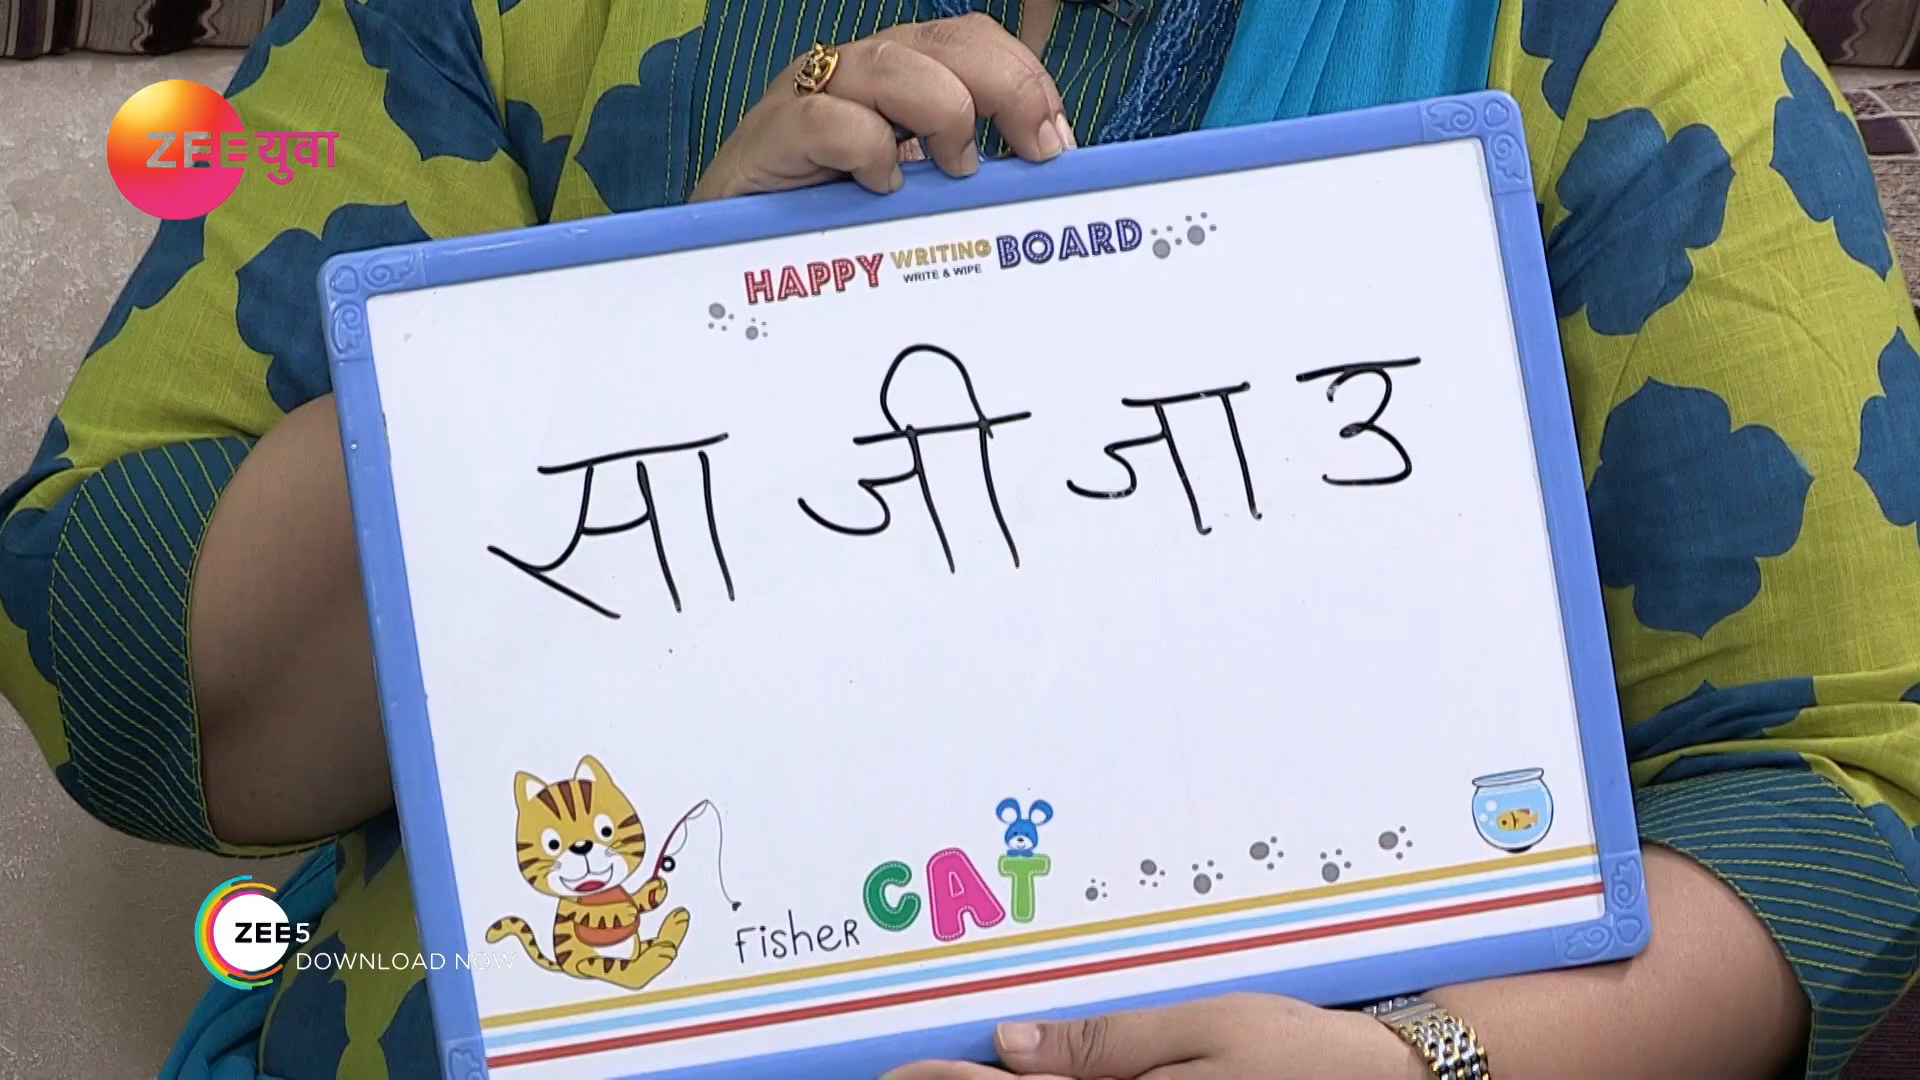 ZEE युवा
HAPPY WRITING BOARD
WRITE & WIPE
सा जी जा उ
FisheR CAT
ZEE5
DOWNLOAD NOW